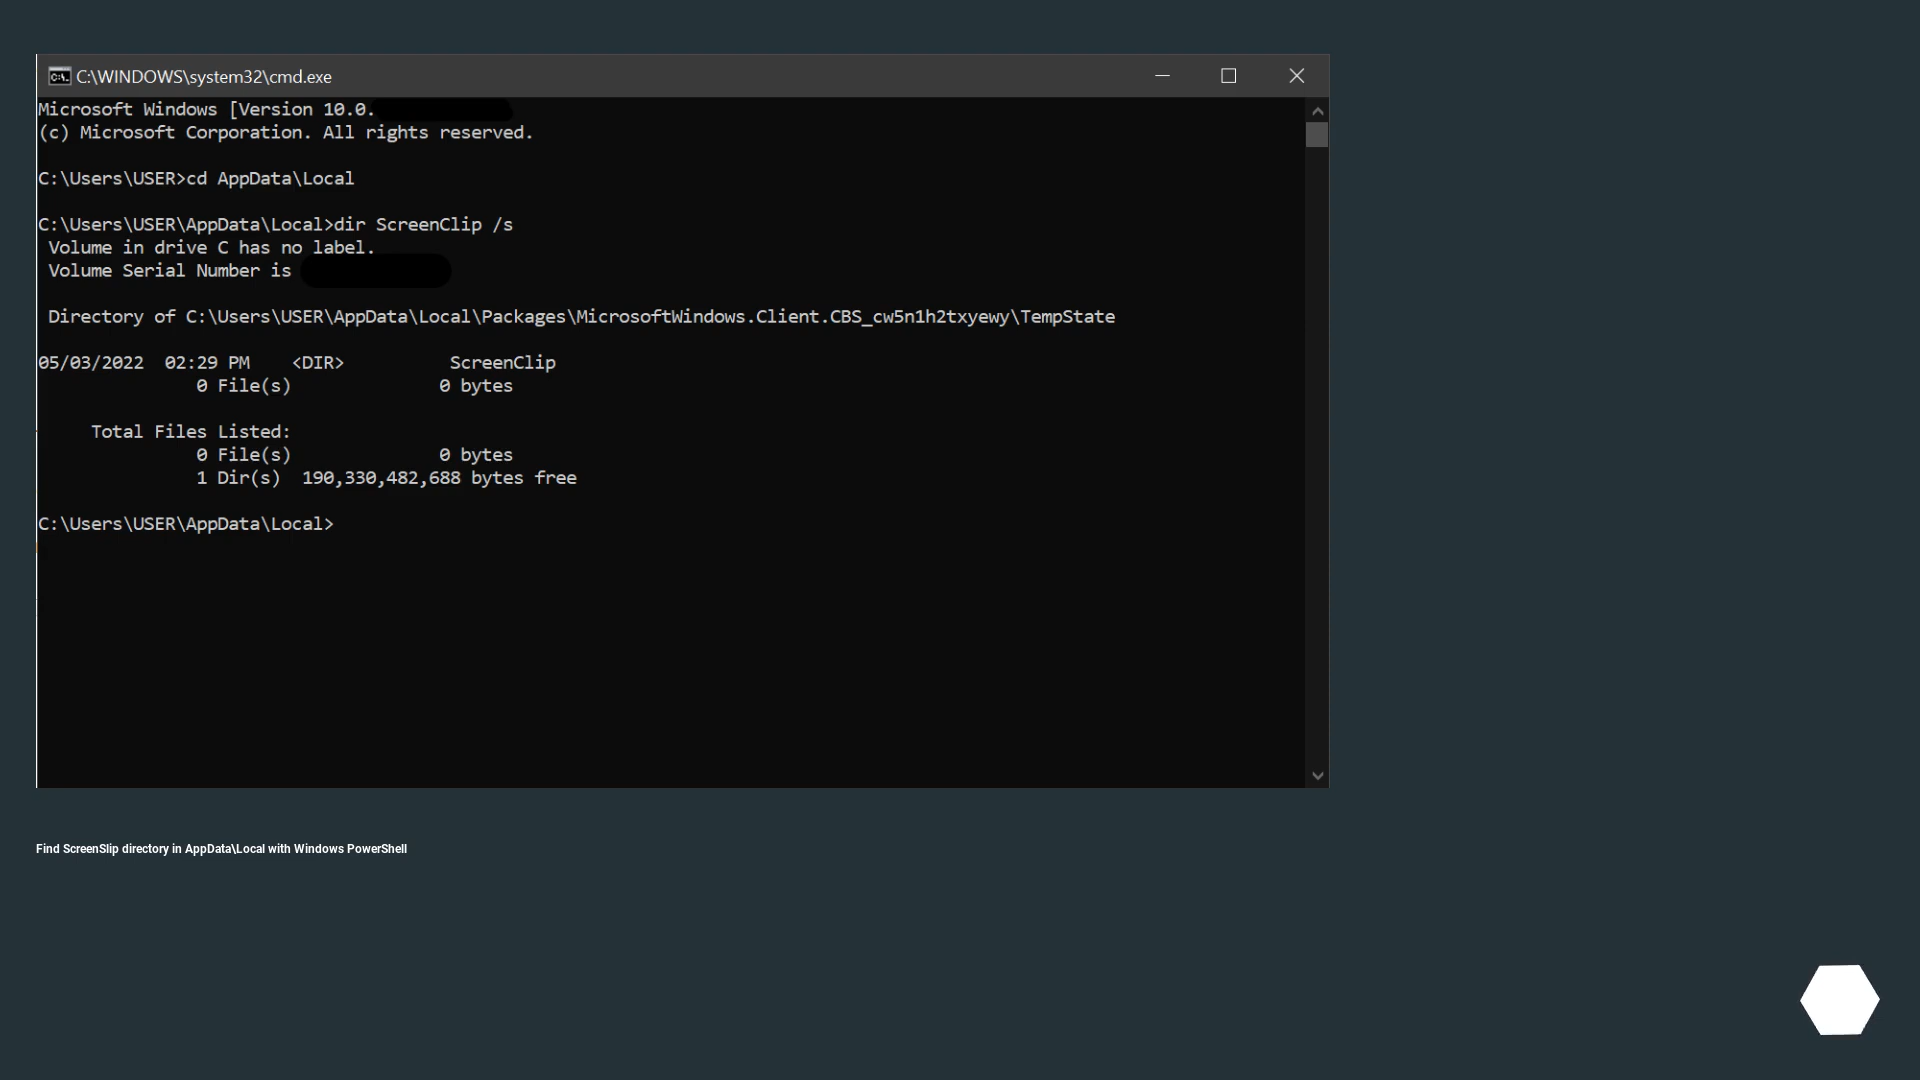 C:\WINDOWS\system32\cmd.exe
Microsoft Windows [Version 10.0.
(c) Microsoft Corporation. All rights reserved.
C:\Users\USER>cd AppData\Local
C:\Users\USER\AppData\Local>dir ScreenClip /s
Volume in drive C has no label.
Volume Serial Number is
Directory of C:\Users\USER\AppData\Local\Packages\MicrosoftWindows.Client.CBS_cw5n1h2txyewy\TempState
05/03/2022  02:29 PM    <DIR>          ScreenClip
0 File(s)              0 bytes
Total Files Listed:
0 File(s)              0 bytes
1 Dir(s)  190,330,482,688 bytes free
C:\Users\USER\AppData\Local>
Find ScreenSlip directory in AppData\Local with Windows PowerShell